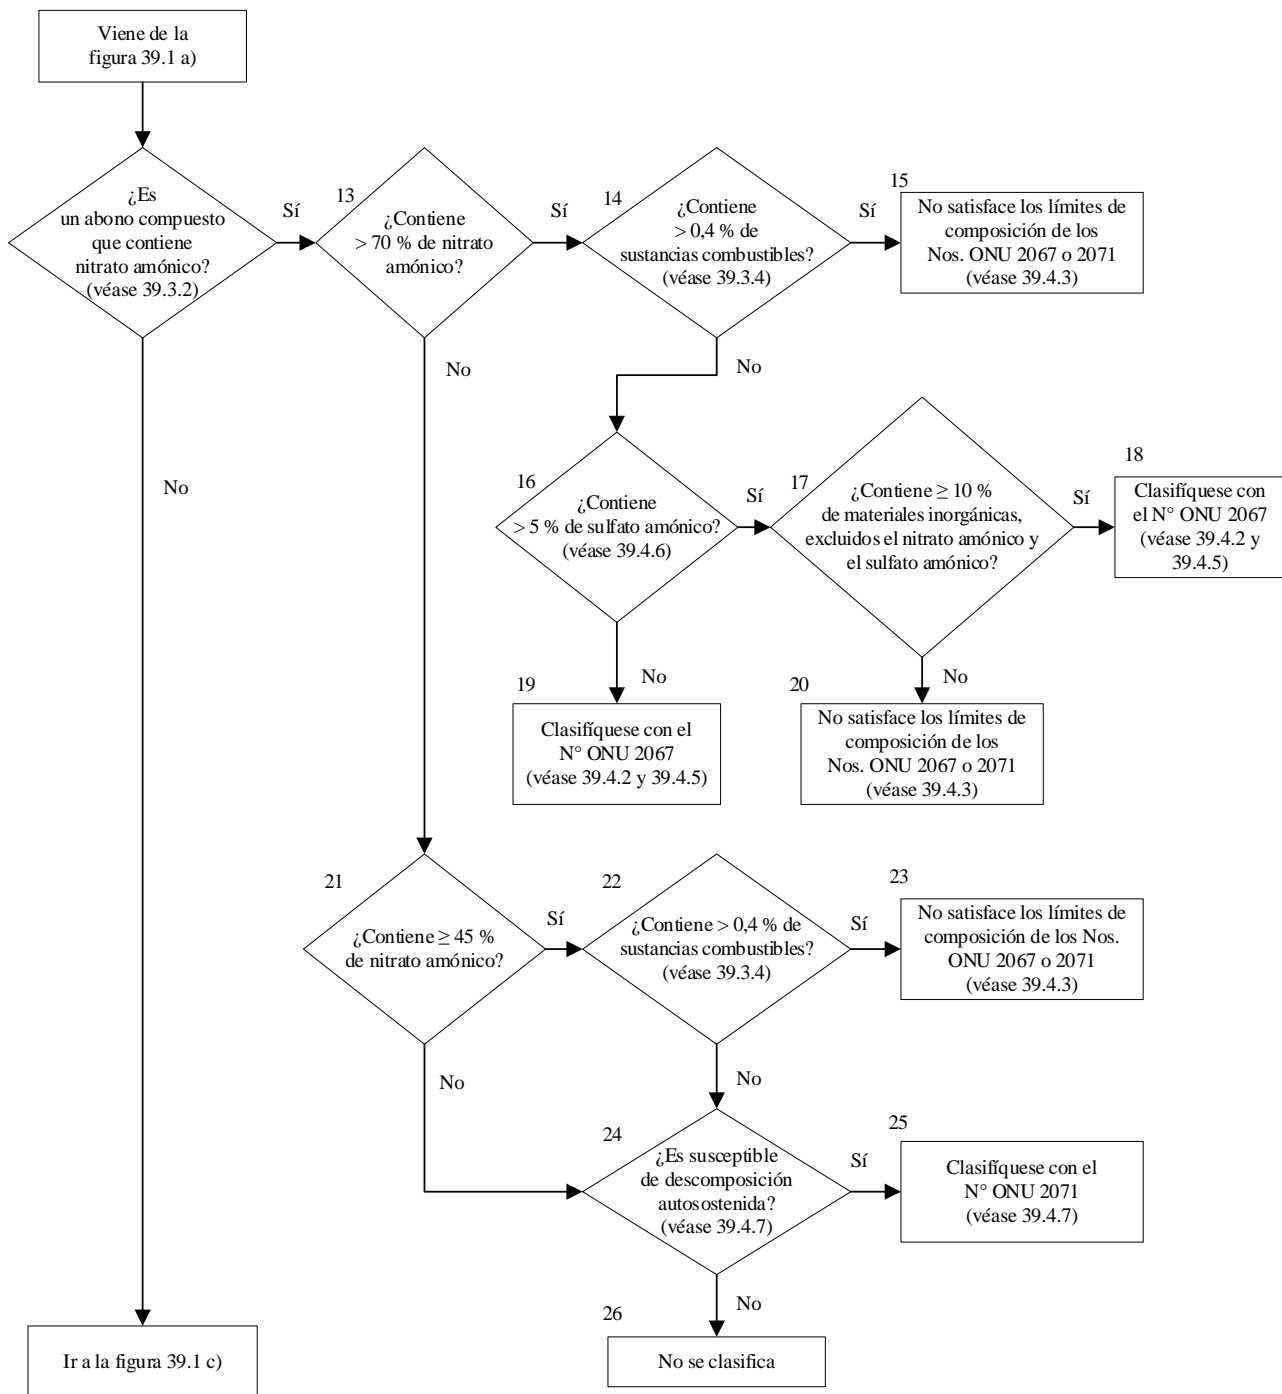 Viene de la
figura 39.1 a)
¿Es
un abono compuesto
que contiene
nitrato amónico?
(véase 39.3.2)
Sí
13
¿Contiene
> 70 % de nitrato
amónico?
Sí
14
¿Contiene
> 0,4 % de
sustancias combustibles?
(véase 39.3.4)
Sí
15
No satisface los límites de
composición de los
Nos. ONU 2067 o 2071
(véase 39.4.3)
No
No
No
16
¿Contiene
> 5 % de sulfato amónico?
(véase 39.4.6)
Sí
17
¿Contiene ≥ 10 %
de materiales inorgánicas,
excluidos el nitrato amónico y
el sulfato amónico?
Sí
18
Clasifíquese con
el N° ONU 2067
(véase 39.4.2 y
39.4.5)
No
No
19
Clasifíquese con el
N° ONU 2067
(véase 39.4.2 y 39.4.5)
20
No satisface los límites de
composición de los
Nos. ONU 2067 o 2071
(véase 39.4.3)
21
¿Contiene ≥ 45 %
de nitrato amónico?
Sí
22
¿Contiene > 0,4 % de
sustancias combustibles?
(véase 39.3.4)
Sí
23
No satisface los límites de
composición de los Nos.
ONU 2067 o 2071
(véase 39.4.3)
No
No
24
¿Es susceptible
de descomposición
autosostenida?
(véase 39.4.7)
Sí
25
Clasifíquese con el
N° ONU 2071
(véase 39.4.7)
No
26
No se clasifica
Ir a la figura 39.1 c)